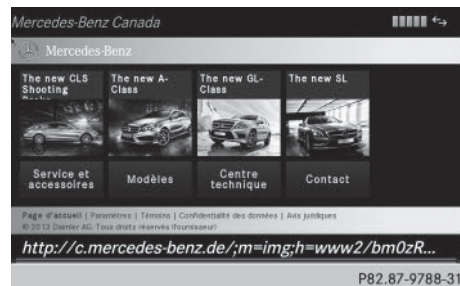 Mercedes-Benz Canada
Mercedes-Benz
The new CLS Shooting
The new A-Class
The new GL-Class
The new SL
Service et accessoires
Modèles
Centre technique
Contact
Page d'accueil | Paramètres | Témoins | Confidentialité des données | Avis juridiques
© 2013 Daimler AG. Tous droits réservés (fournisseur)
http://c.mercedes-benz.de/;m=img;h=www2/bm0zR...
P82.87-9788-31